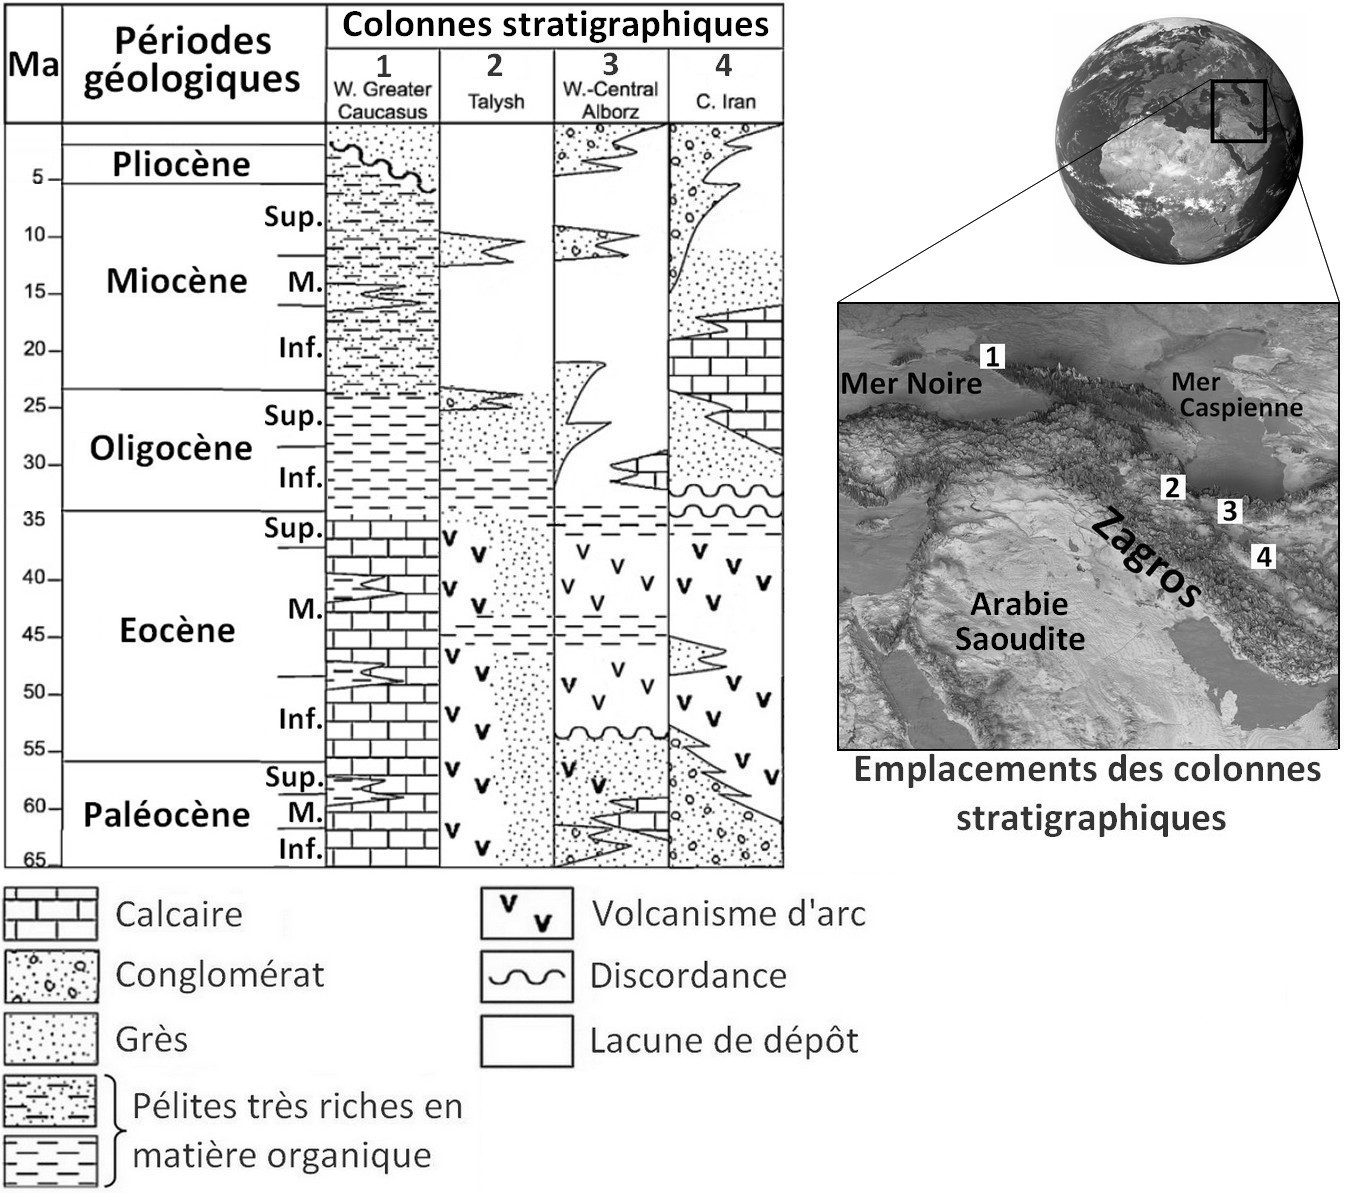 Ma
Périodes
géologiques
Colonnes stratigraphiques
1
W. Greater
Caucasus
2
Talysh
3
W.-Central
Alborz
4
C. Iran
Pliocène
5
Sup.
10
Miocène
M.
15
Inf.
20
25
Sup.
Oligocène
30
Inf.
35
Sup.
40
M.
Eocène
45
50
Inf.
55
Sup.
60
Paléocène
M.
Inf.
65
1
Mer Noire
Mer
Caspienne
2
3
4
Zagros
Arabie
Saoudite
Emplacements des colonnes
stratigraphiques
Calcaire
Conglomérat
Grès
Pélites très riches en
matière organique
Volcanisme d'arc
Discordance
Lacune de dépôt